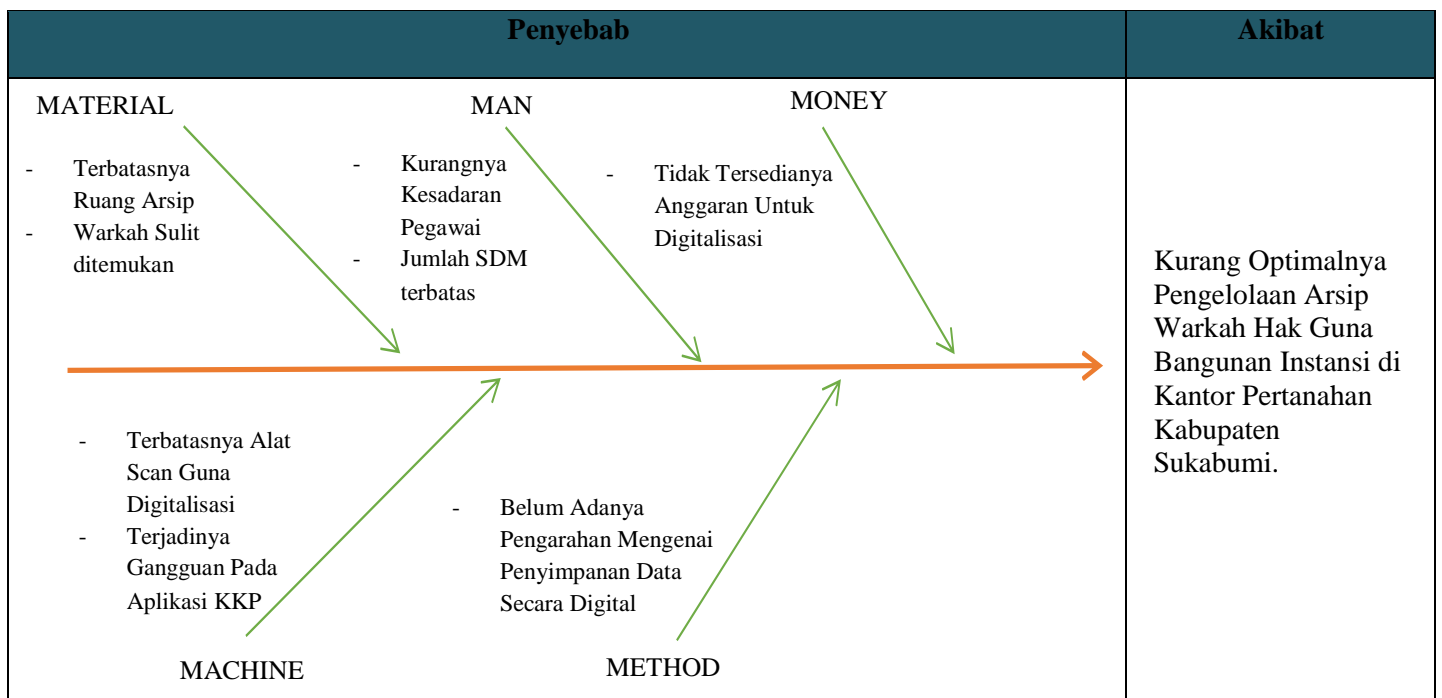 Penyebab
Akibat
MATERIAL
- Terbatasnya
Ruang Arsip
- Warkah Sulit
ditemukan
MAN
- Kurangnya
Kesadaran
Pegawai
- Jumlah SDM
terbatas
MONEY
- Tidak Tersedianya
Anggaran Untuk
Digitalisasi
- Terbatasnya Alat
Scan Guna
Digitalisasi
- Terjadinya
Gangguan Pada
Aplikasi KKP
MACHINE
- Belum Adanya
Pengarahan Mengenai
Penyimpanan Data
Secara Digital
METHOD
Kurang Optimalnya
Pengelolaan Arsip
Warkah Hak Guna
Bangunan Instansi di
Kantor Pertanahan
Kabupaten
Sukabumi.